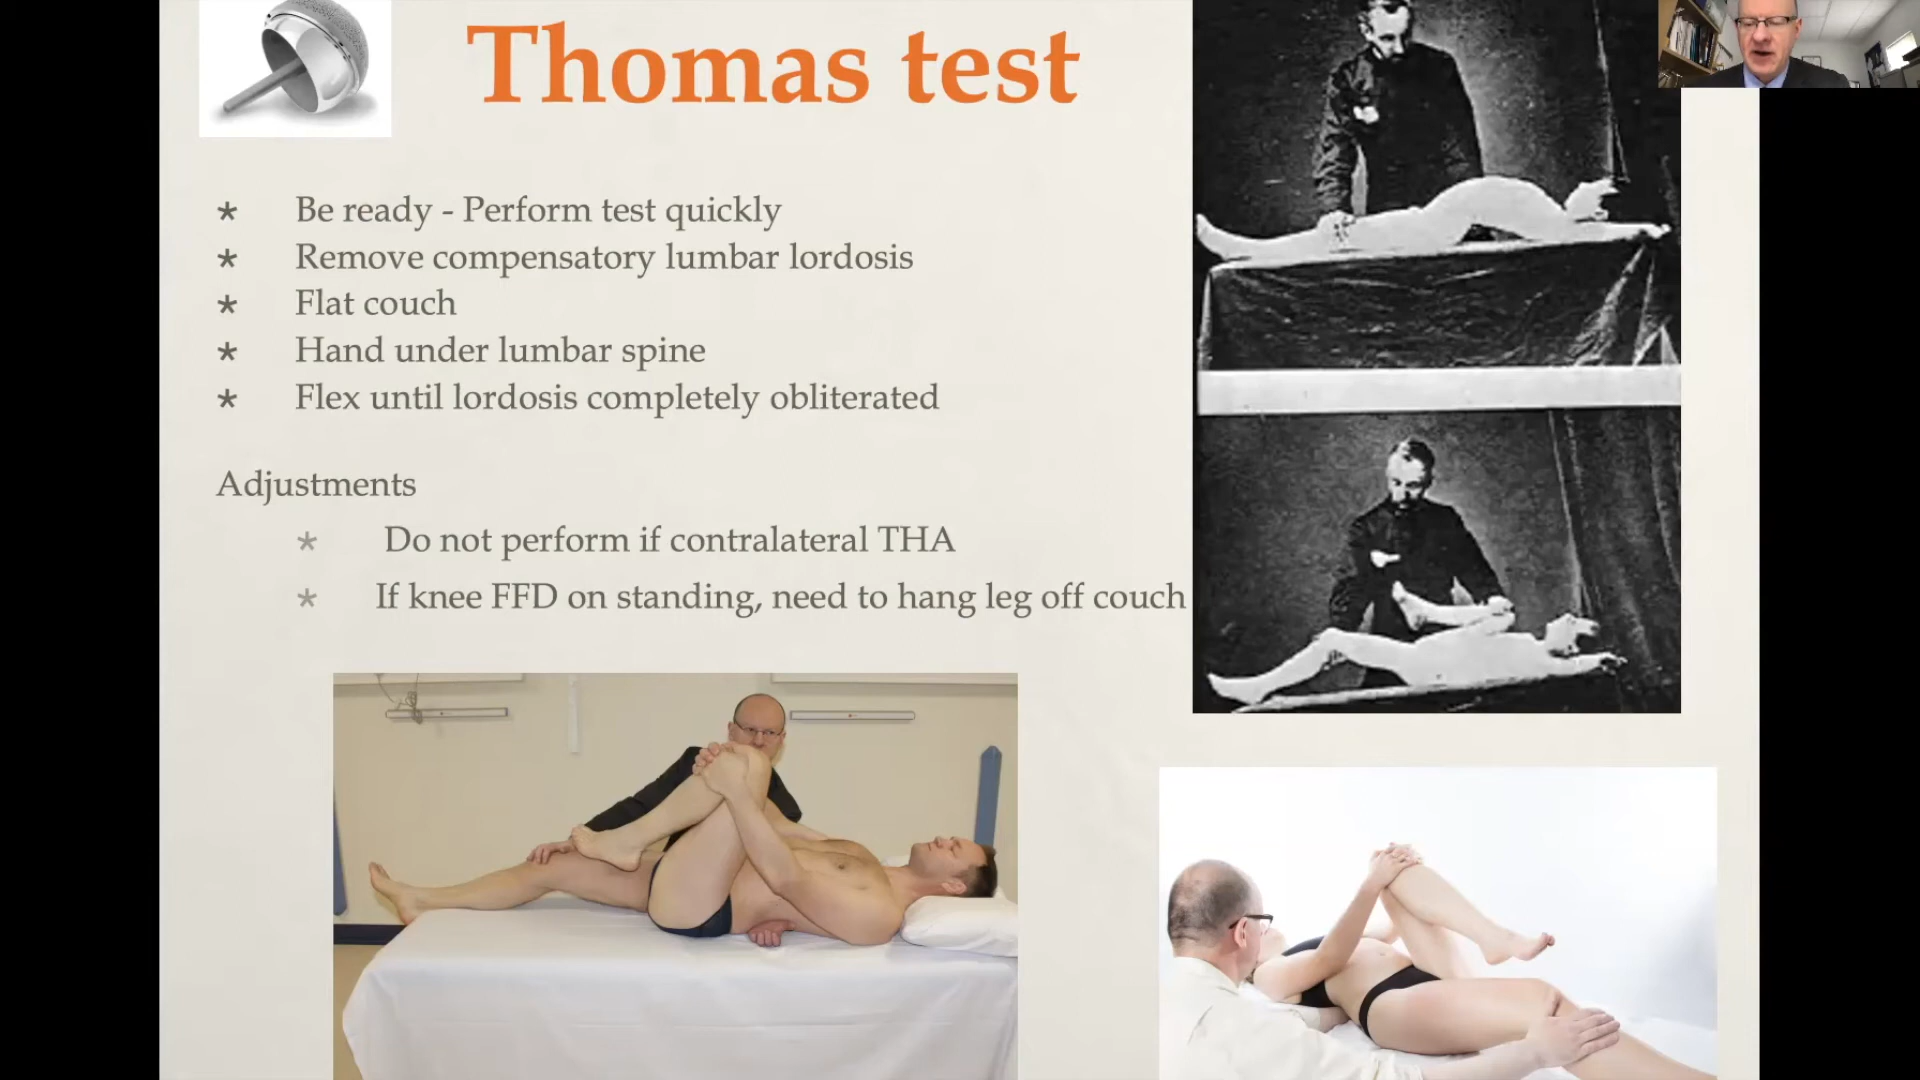 Thomas test
* Be ready - Perform test quickly
* Remove compensatory lumbar lordosis
* Flat couch
* Hand under lumbar spine
* Flex until lordosis completely obliterated
Adjustments
* Do not perform if contralateral THA
* If knee FFD on standing, need to hang leg off couch